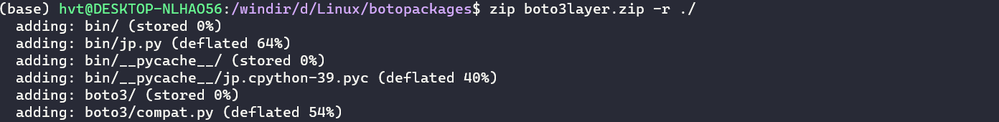 (base) hvt@DESKTOP-NLHAO56:/windir/d/Linux/botopackages$ zip boto3layer.zip -r ./
adding: bin/ (stored 0%)
adding: bin/jp.py (deflated 64%)
adding: bin/__pycache__/ (stored 0%)
adding: bin/__pycache__/jp.cpython-39.pyc (deflated 40%)
adding: boto3/ (stored 0%)
adding: boto3/compat.py (deflated 54%)